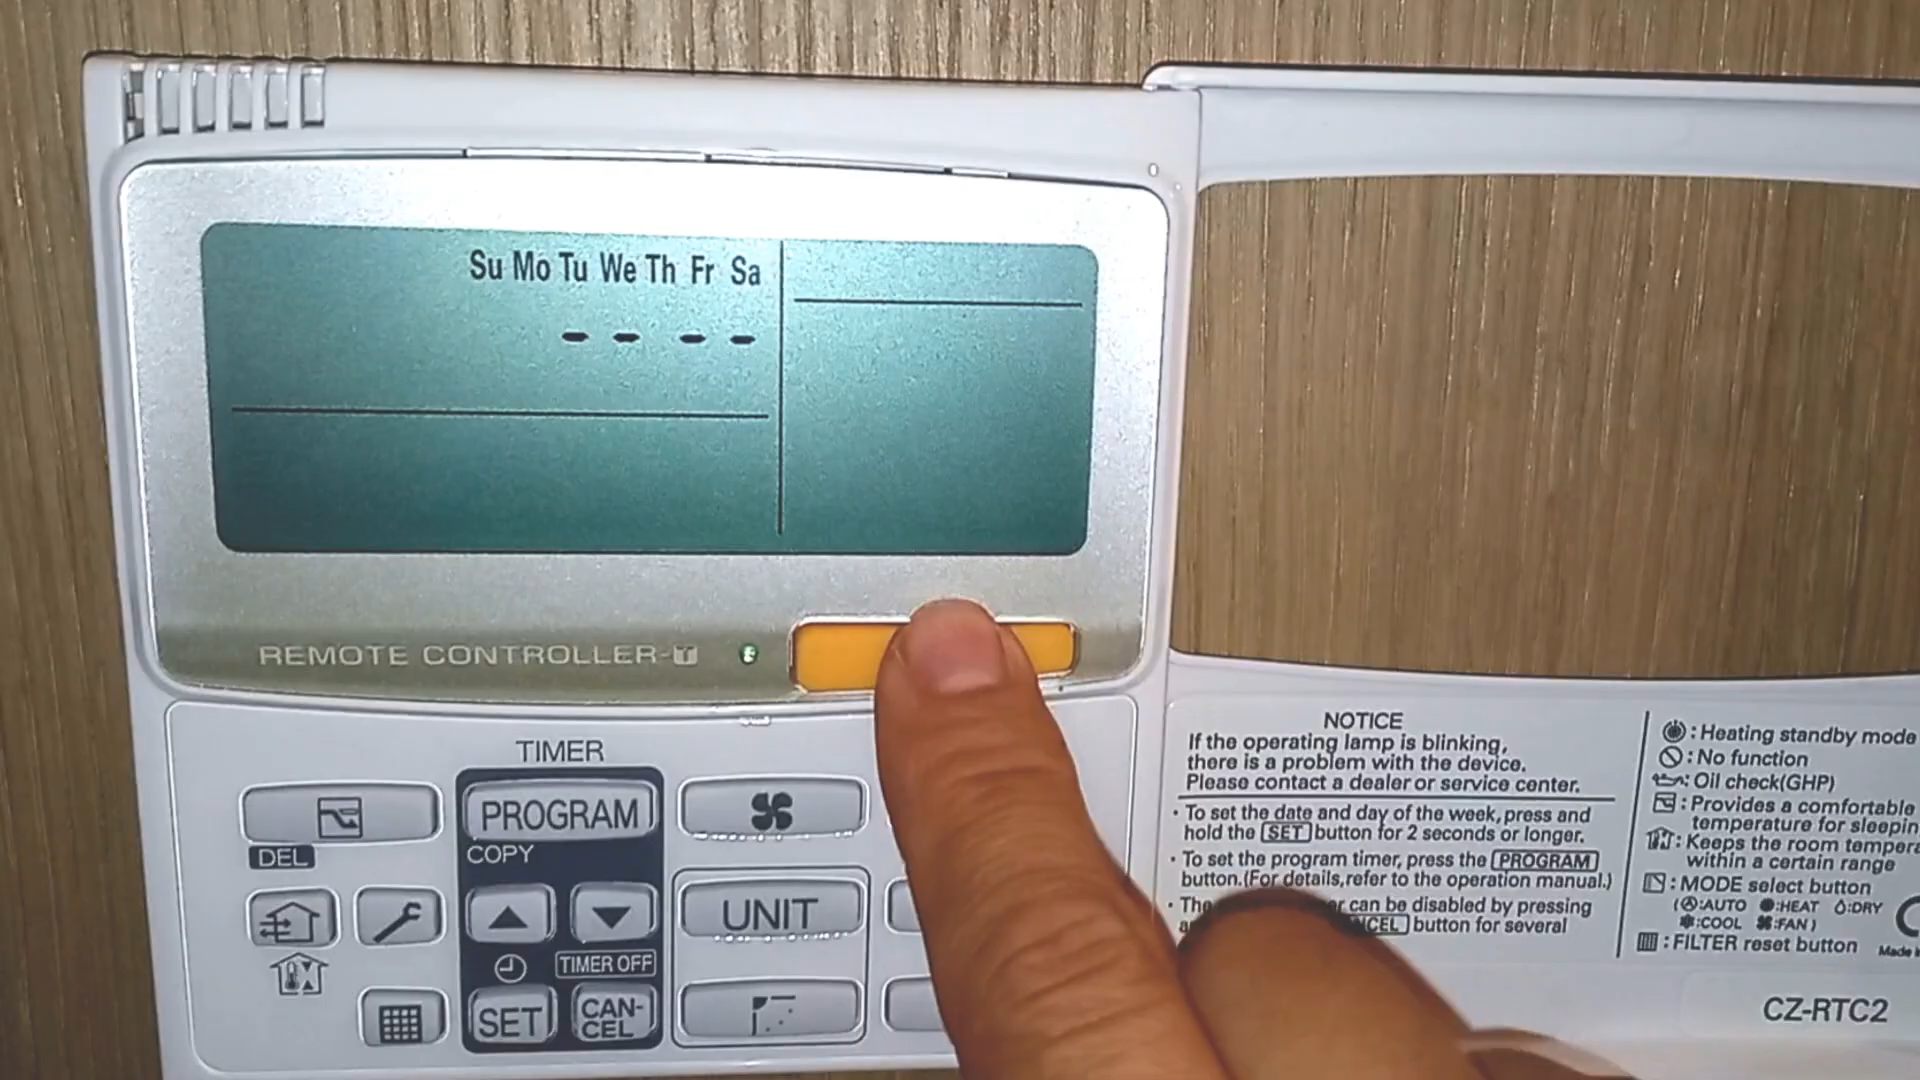 Su Mo Tu We Th Fr Sa
- - - -
REMOTE CONTROLLER-T
TIMER
PROGRAM
DEL
COPY
UNIT
TIMER OFF
SET
CAN-
CEL
NOTICE
If the operating lamp is blinking,
there is a problem with the device.
Please contact a dealer or service center.
· To set the date and day of the week, press and
hold the SET button for 2 seconds or longer.
· To set the program timer, press the PROGRAM
button.(For details,refer to the operation manual.)
· The can be disabled by pressing
button for several
: Heating standby mode
: No function
: Oil check(GHP)
: Provides a comfortable
temperature for
: Keeps the room
within a certain range
: MODE select button
( :AUTO :HEAT :DRY
:COOL :FAN )
: FILTER reset button
Made
CZ-RTC2